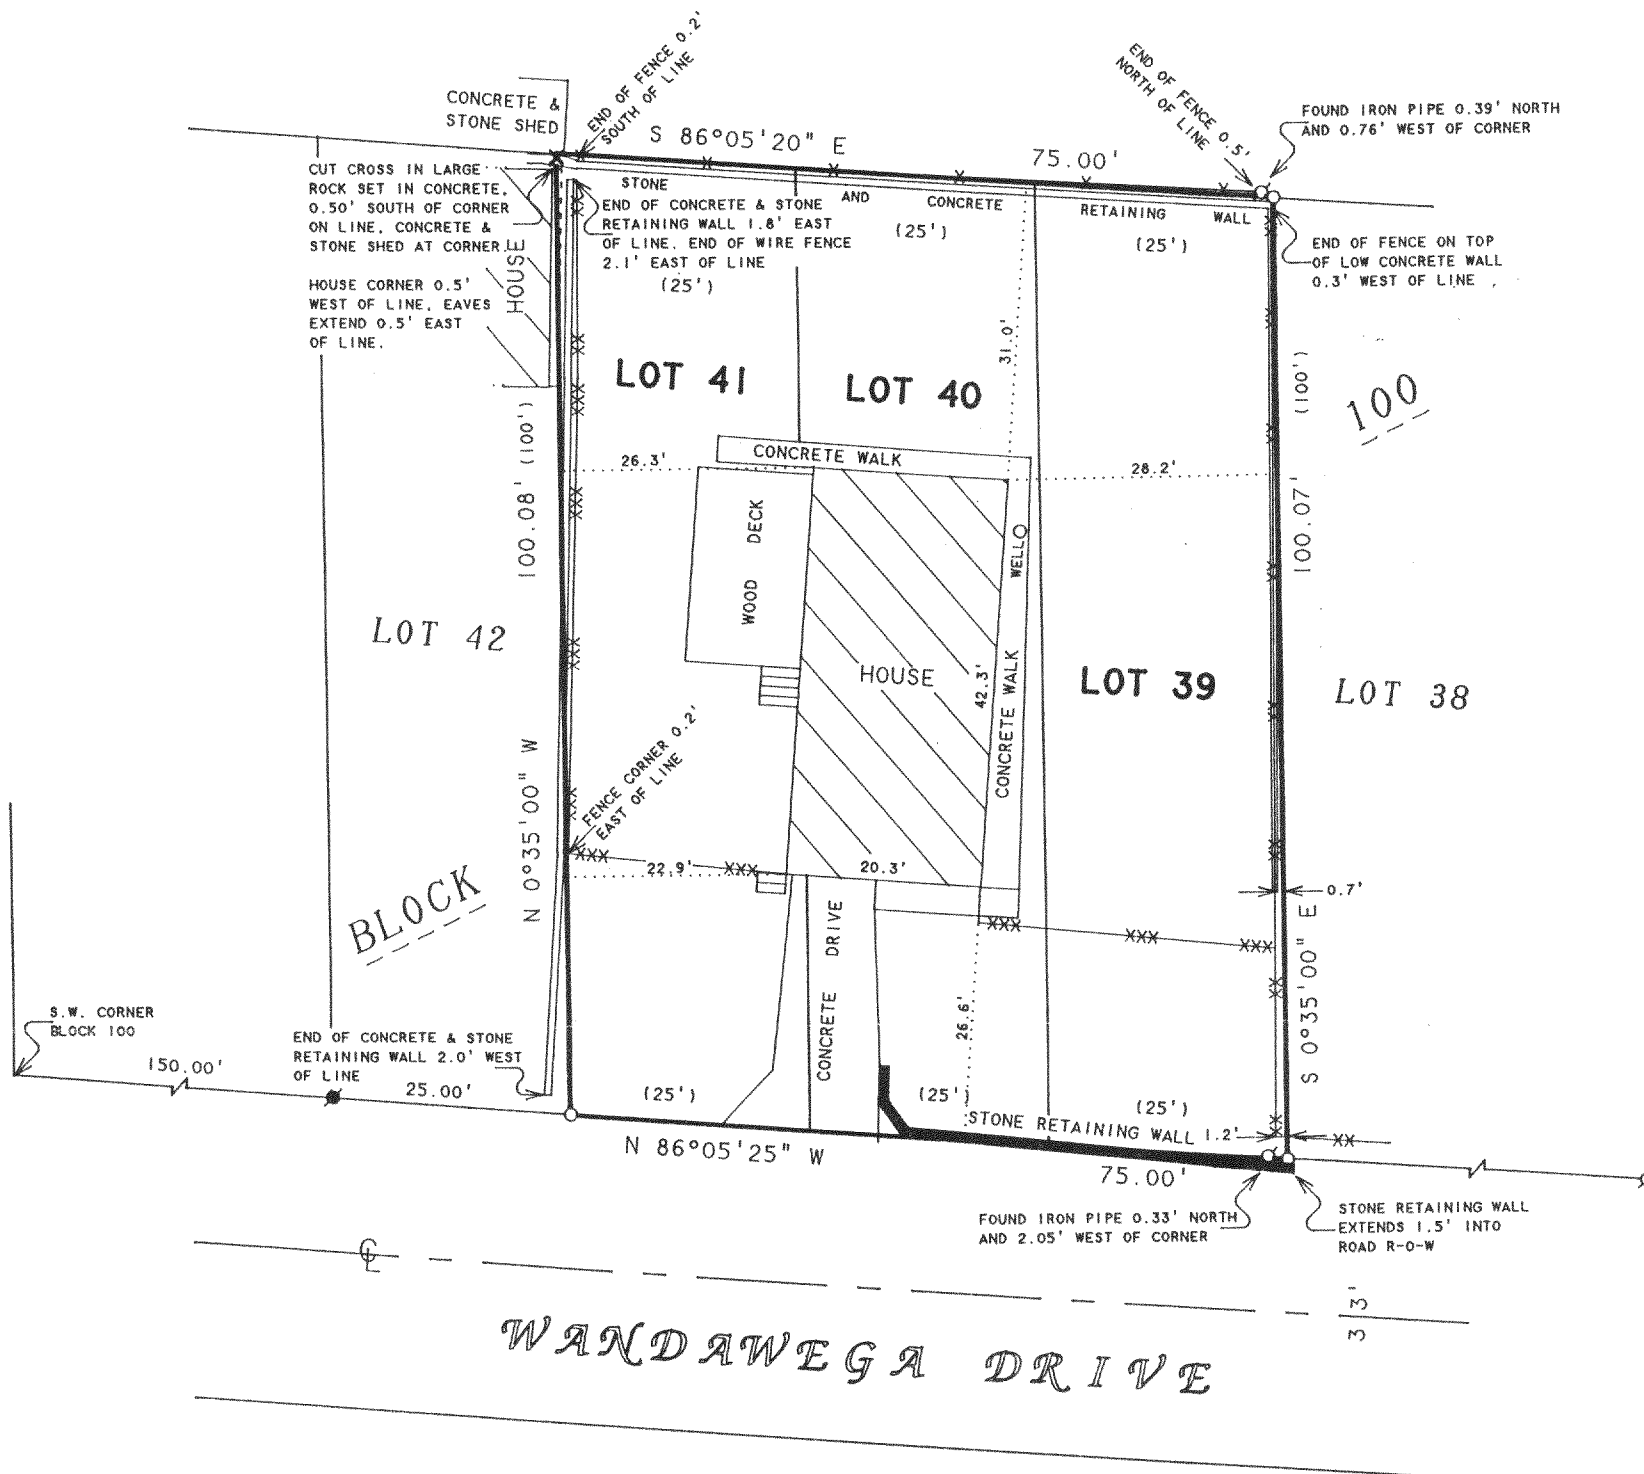 END OF FENCE 0.2'
SOUTH OF LINE
END OF FENCE 0.5'
NORTH OF LINE
CONCRETE &
STONE SHED
S 86°05'20" E
75.00'
FOUND IRON PIPE 0.39' NORTH
AND 0.76' WEST OF CORNER
CUT CROSS IN LARGE
ROCK SET IN CONCRETE,
0.50' SOUTH OF CORNER
ON LINE, CONCRETE &
STONE SHED AT CORNER.
HOUSE
STONE AND CONCRETE RETAINING WALL
END OF CONCRETE & STONE
RETAINING WALL 1.8' EAST
OF LINE. END OF WIRE FENCE
2.1' EAST OF LINE
(25')
(25')
(25')
END OF FENCE ON TOP
OF LOW CONCRETE WALL
0.3' WEST OF LINE
HOUSE CORNER 0.5'
WEST OF LINE, EAVES
EXTEND 0.5' EAST
OF LINE.
31.0'
LOT 41
LOT 40
(100')
100
100.08' (100')
26.3'
CONCRETE WALK
28.2'
100.07'
WOOD DECK
WELL
LOT 42
HOUSE
42.3'
CONCRETE WALK
LOT 39
LOT 38
N 0°35'00" W
FENCE CORNER 0.2'
EAST OF LINE
22.9'
20.3'
0.7'
BLOCK
CONCRETE DRIVE
26.6'
S 0°35'00" E
S.W. CORNER
BLOCK 100
150.00'
END OF CONCRETE & STONE
RETAINING WALL 2.0' WEST
OF LINE
25.00'
(25')
(25')
(25')
STONE RETAINING WALL 1.2'
N 86°05'25" W
75.00'
FOUND IRON PIPE 0.33' NORTH
AND 2.05' WEST OF CORNER
STONE RETAINING WALL
EXTENDS 1.5' INTO
ROAD R-O-W
CL
33'
WANDAWEGA DRIVE